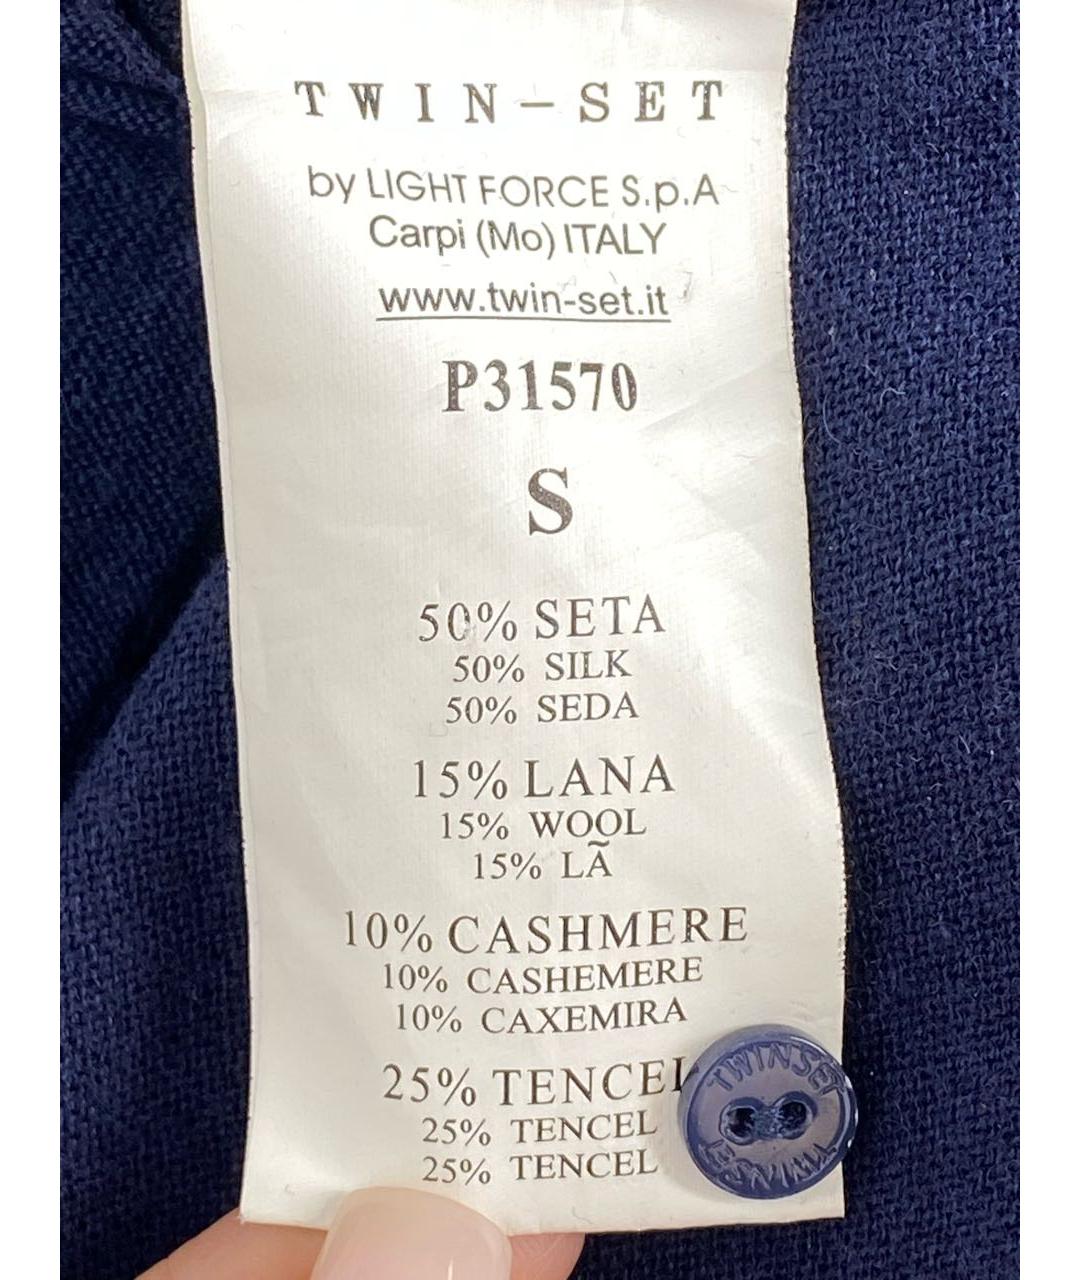 TWIN-SET
by LIGHT FORCE S.p.A
Carpi (Mo) ITALY
www.twin-set.it
P31570
S
50% SETA
50% SILK
50% SEDA
15% LANA
15% WOOL
15% LÃ
10% CASHMERE
10% CASHEMERE
10% CAXEMIRA
25% TENCEL
25% TENCEL
25% TENCEL
TWINSET
TWINSET